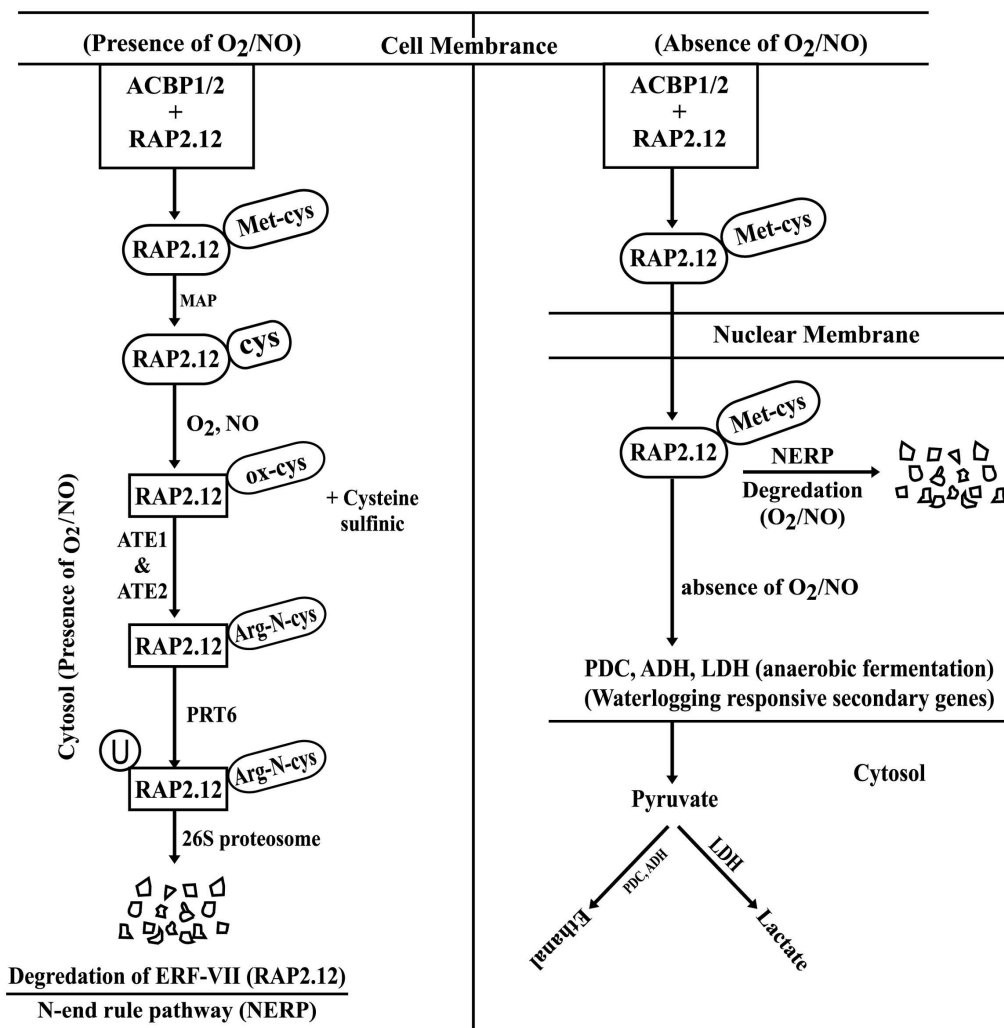 (Presence of O2/NO)
Cell Membrance
(Absence of O2/NO)
ACBP1/2
+
RAP2.12
Met-cys
RAP2.12
MAP
cys
RAP2.12
O2, NO
ox-cys
RAP2.12
+ Cysteine
sulfinic
ATE1
&
ATE2
Arg-N-cys
RAP2.12
PRT6
U
Arg-N-cys
RAP2.12
26S proteosome
Degredation of ERF-VII (RAP2.12)
N-end rule pathway (NERP)
Cytosol (Presence of O2/NO)
ACBP1/2
+
RAP2.12
Met-cys
RAP2.12
Nuclear Membrane
Met-cys
RAP2.12
NERP
Degredation
(O2/NO)
absence of O2/NO
PDC, ADH, LDH (anaerobic fermentation)
(Waterlogging responsive secondary genes)
Cytosol
Pyruvate
PDC, ADH
LDH
Ethanal
Lactate